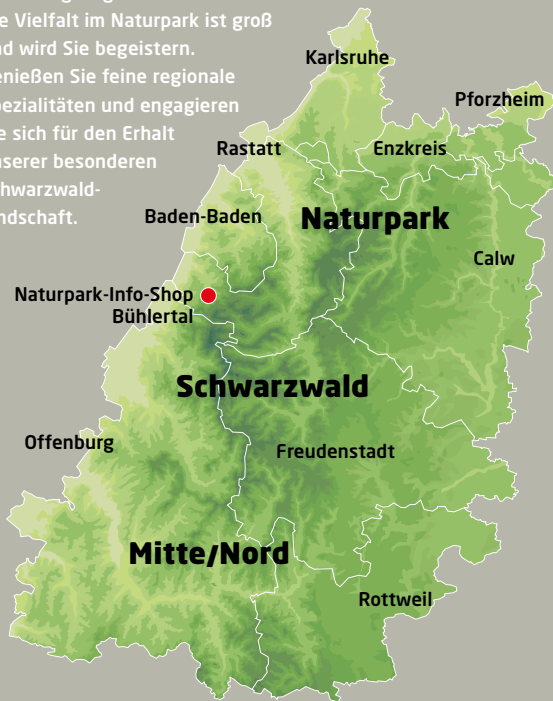 Vielfalt im Naturpark ist groß
wird Sie begeistern.
Sie feine regionale
und engagieren
sich für den Erhalt
besonderen
Karlsruhe
Pforzheim
Rastatt
Enzkreis
Baden-Baden
Naturpark
Calw
Naturpark-Info-Shop
Bühlertal
Schwarzwald
Offenburg
Freudenstadt
Mitte/Nord
Rottweil